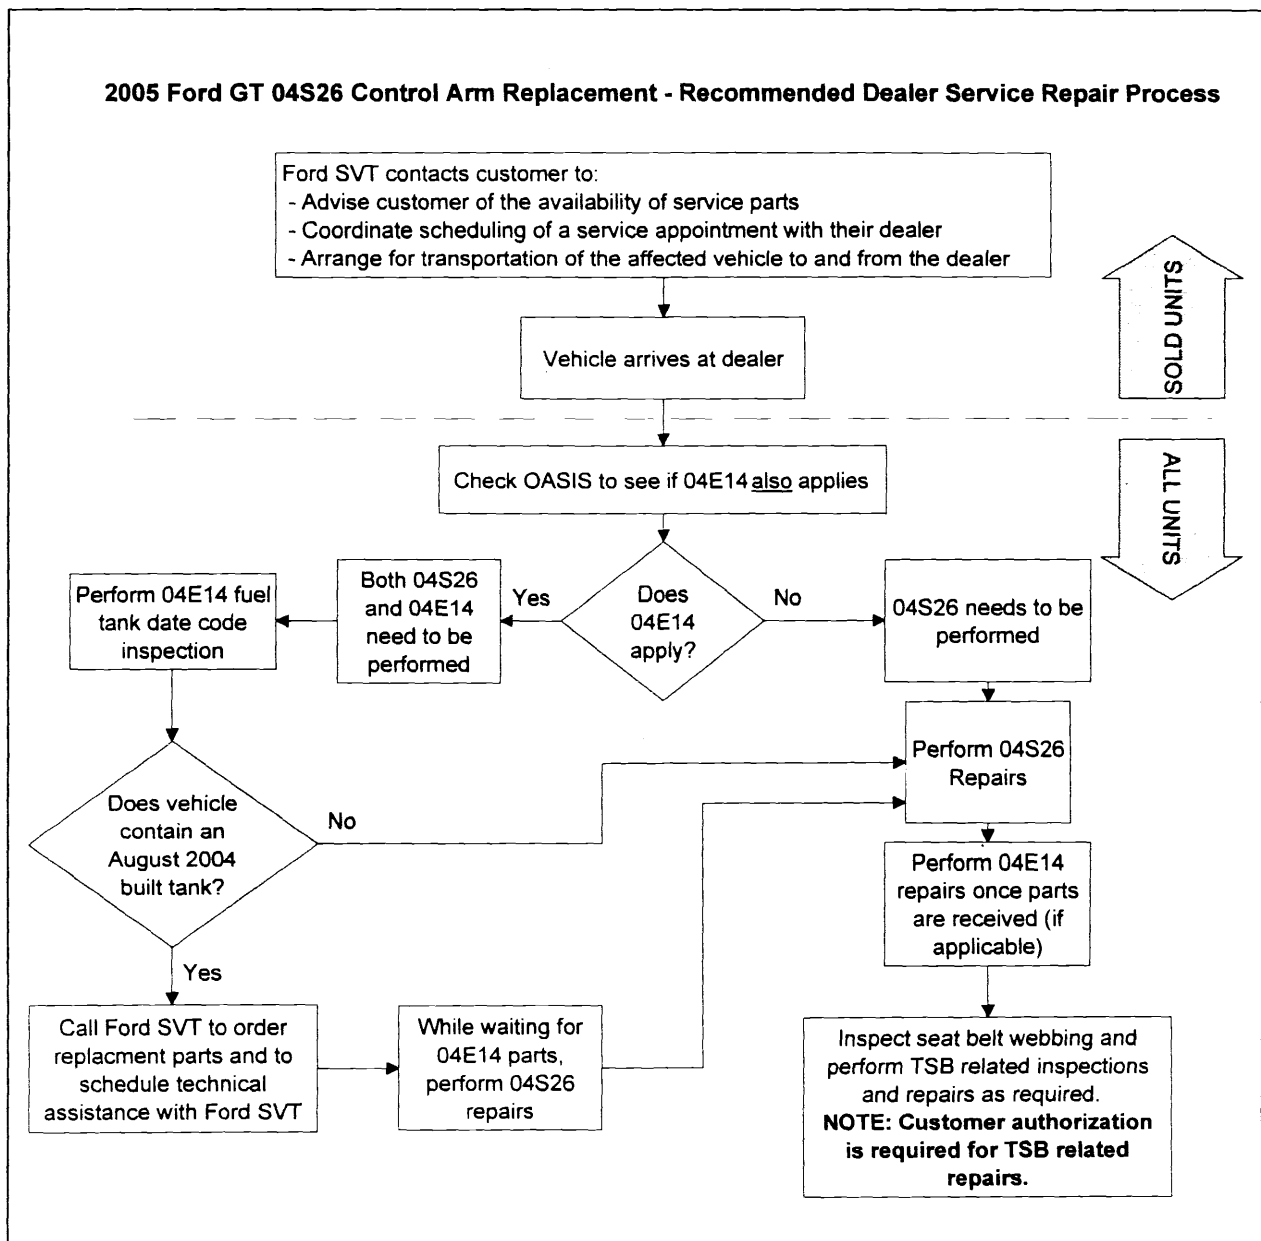 2005 Ford GT 04S26 Control Arm Replacement - Recommended Dealer Service Repair Process
Ford SVT contacts customer to:
- Advise customer of the availability of service parts
- Coordinate scheduling of a service appointment with their dealer
- Arrange for transportation of the affected vehicle to and from the dealer
SOLD UNITS
Vehicle arrives at dealer
Check OASIS to see if 04E14 also applies
ALL UNITS
Does
04E14
apply?
Yes
No
Both 04S26
and 04E14
need to be
performed
Perform 04E14 fuel
tank date code
inspection
04S26 needs to be
performed
Does vehicle
contain an
August 2004
built tank?
No
Yes
Perform 04S26
Repairs
Perform 04E14
repairs once parts
are received (if
applicable)
Call Ford SVT to order
replacment parts and to
schedule technical
assistance with Ford SVT
While waiting for
04E14 parts,
perform 04S26
repairs
Inspect seat belt webbing and
perform TSB related inspections
and repairs as required.
NOTE: Customer authorization
is required for TSB related
repairs.